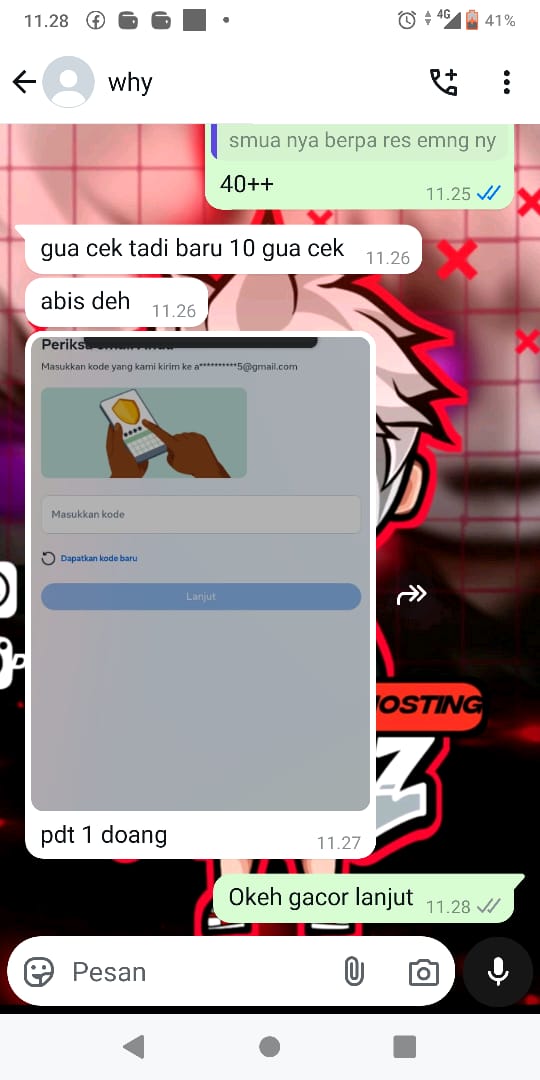 11.28
4G
41%
why
smua nya berpa res emng ny
40++
11.25
gua cek tadi baru 10 gua cek
11.26
abis deh
11.26
Masukkan kode yang kami kirim ke a**********5@gmail.com
Masukkan kode
Dapatkan kode baru
Lanjut
OSTING
Z
pdt 1 doang
11.27
Okeh gacor lanjut
11.28
Pesan